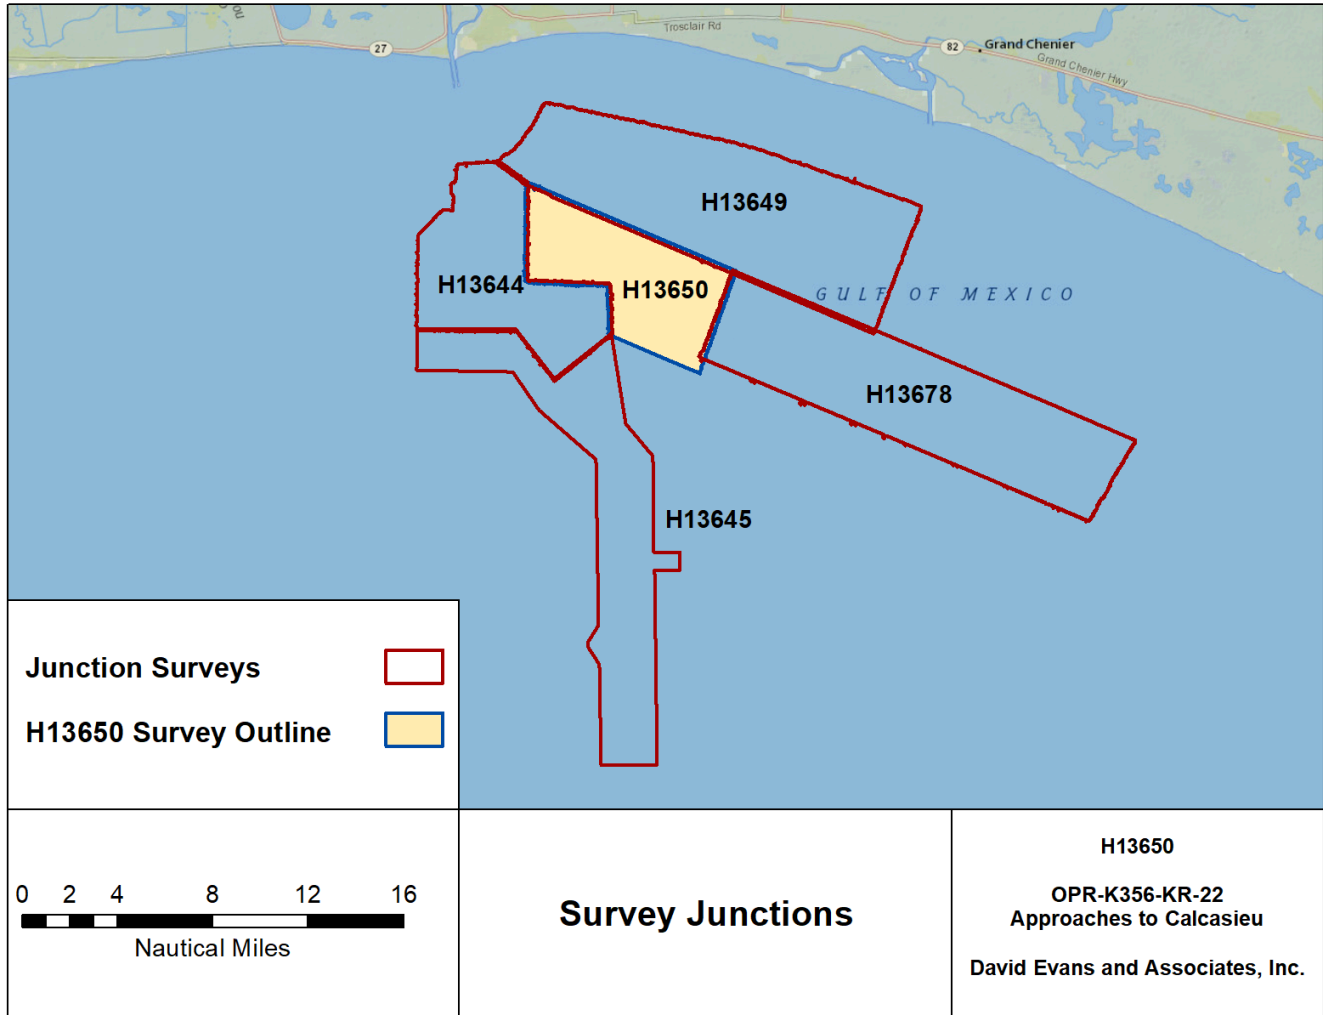 Trosclair Rd
27
82
Grand Chenier
Grand Chenier Hwy
H13649
H13644
H13650
GULF OF MEXICO
H13678
H13645
Junction Surveys
H13650 Survey Outline
0 2 4 8 12 16
Nautical Miles
Survey Junctions
H13650
OPR-K356-KR-22
Approaches to Calcasieu
David Evans and Associates, Inc.